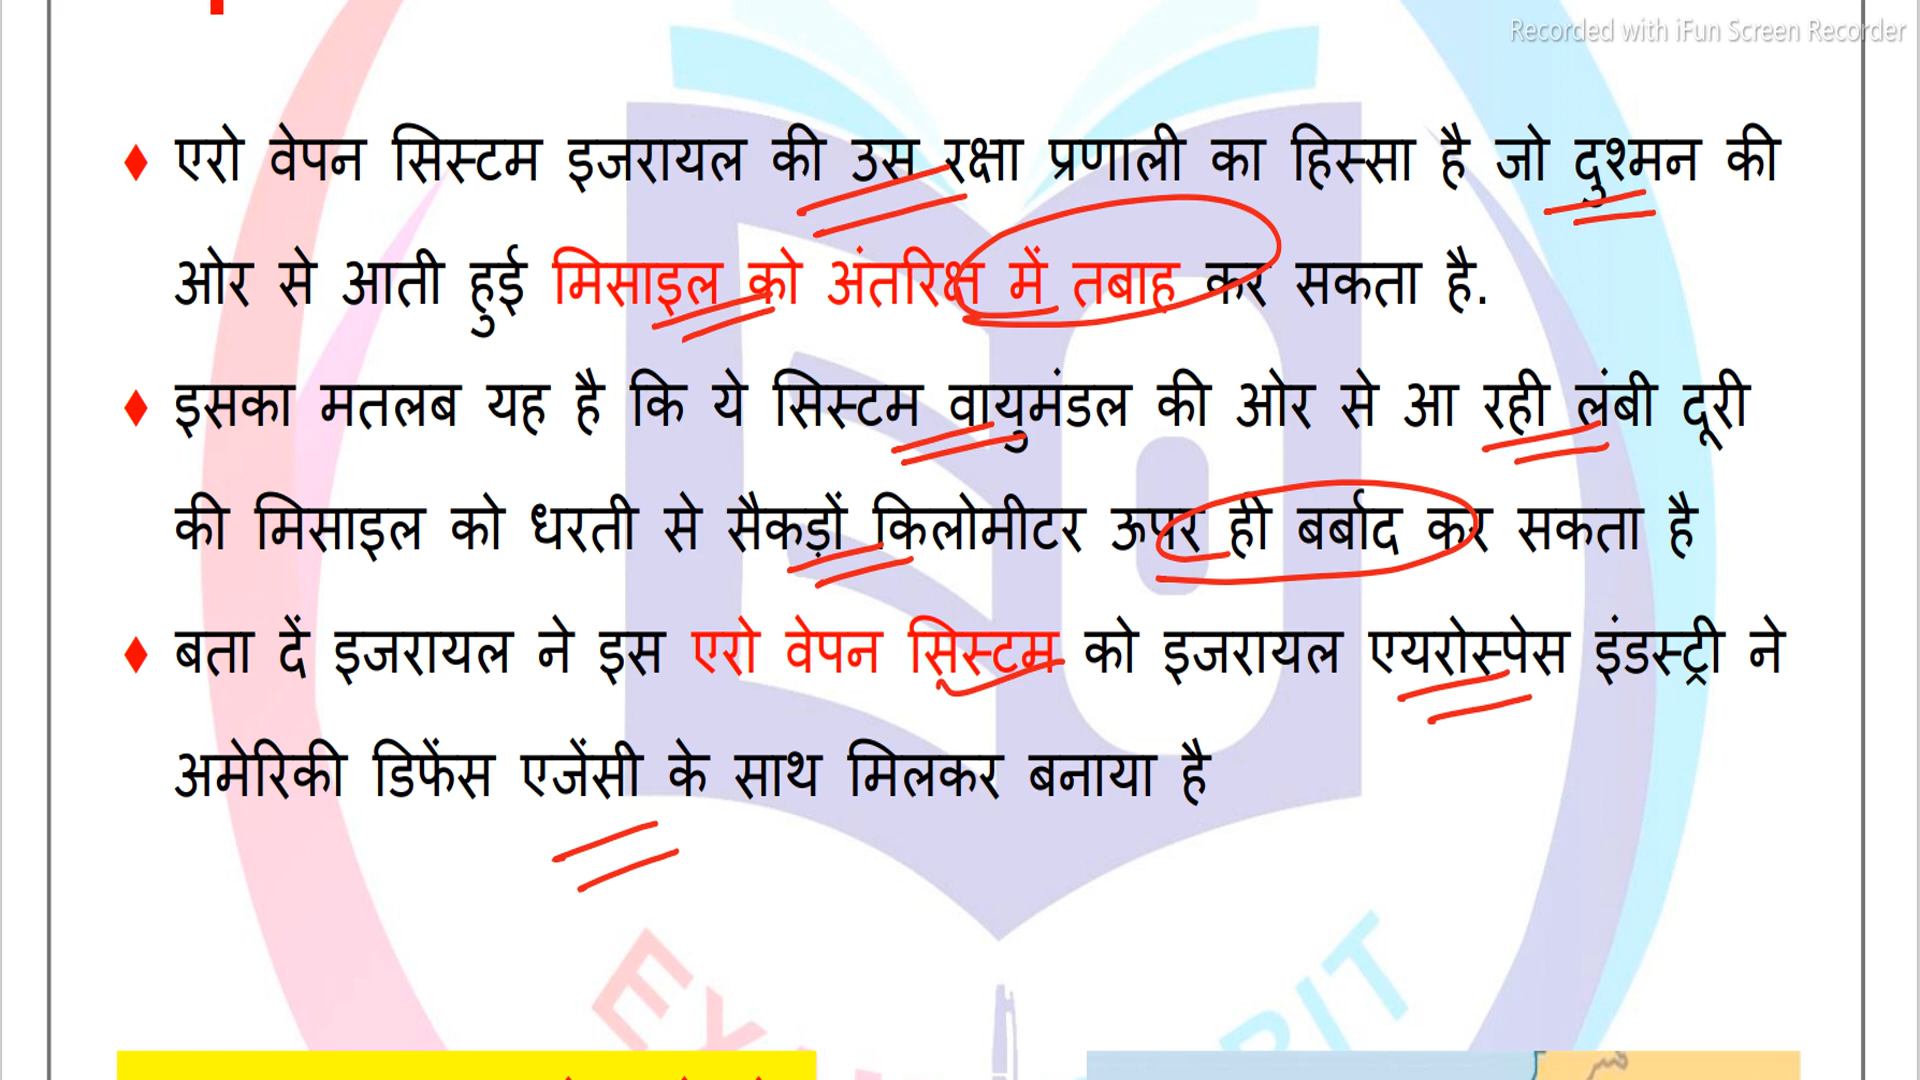 Recorded with iFun Screen Recorder
♦ एरो वेपन सिस्टम इजरायल की उस रक्षा प्रणाली का हिस्सा है जो दुश्मन की
ओर से आती हुई मिसाइल को अंतरिक्ष में तबाह कर सकता है.
♦ इसका मतलब यह है कि ये सिस्टम वायुमंडल की ओर से आ रही लंबी दूरी
की मिसाइल को धरती से सैकड़ों किलोमीटर ऊपर ही बर्बाद कर सकता है
♦ बता दें इजरायल ने इस एरो वेपन सिस्टम को इजरायल एयरोस्पेस इंडस्ट्री ने
अमेरिकी डिफेंस एजेंसी के साथ मिलकर बनाया है